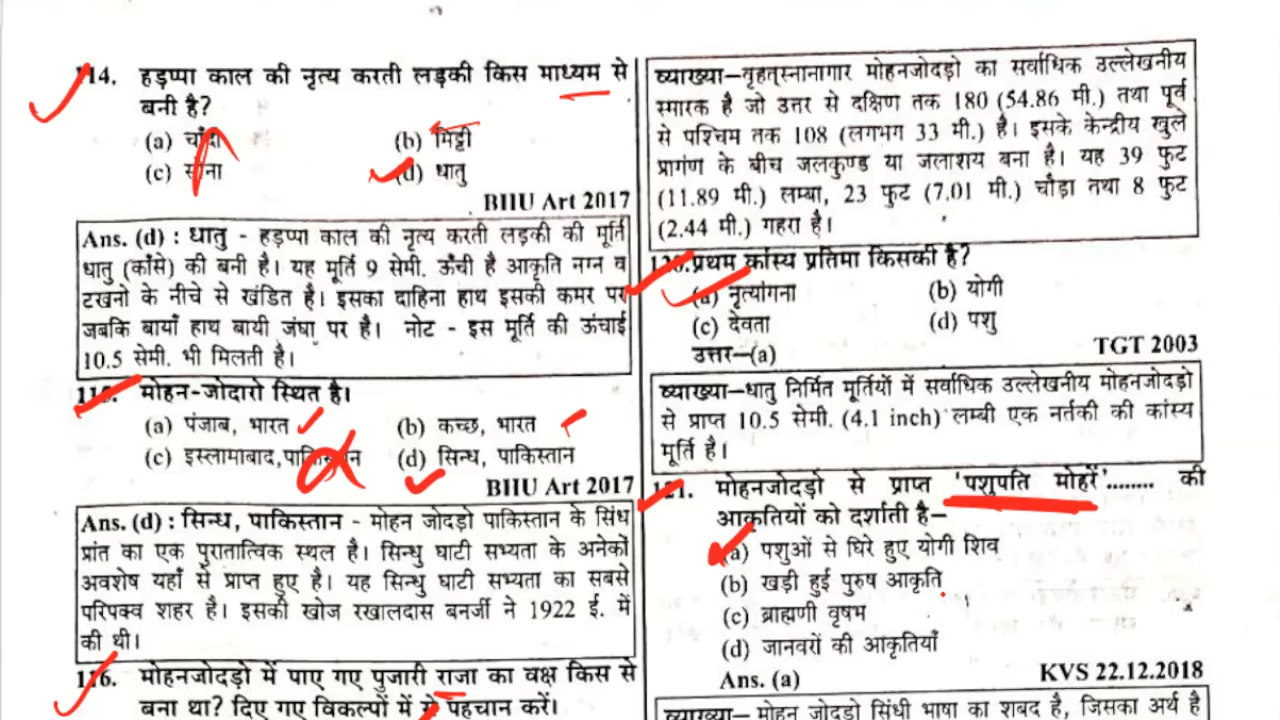 114. हड़प्पा काल की नृत्य करती लड़की किस माध्यम से
बनी है?
(a) चाँदी (b) मिट्टी
(c) सोना (d) धातु
BHU Art 2017
Ans. (d) : धातु - हड़प्पा काल की नृत्य करती लड़की की मूर्ति
धातु (काँसे) की बनी है। यह मूर्ति 9 सेमी. ऊँची है आकृति नग्न व
टखनो के नीचे से खंडित है। इसका दाहिना हाथ इसकी कमर पर
जबकि बायाँ हाथ बायी जंघा पर है। नोट - इस मूर्ति की ऊंचाई
10.5 सेमी. भी मिलती है।
115. मोहन-जोदारो स्थित है।
(a) पंजाब, भारत (b) कच्छ, भारत
(c) इस्लामाबाद,पाकिस्तान (d) सिन्ध, पाकिस्तान
BHU Art 2017
Ans. (d) : सिन्ध, पाकिस्तान - मोहन जोदड़ो पाकिस्तान के सिंध
प्रांत का एक पुरातात्विक स्थल है। सिन्धु घाटी सभ्यता के अनेकों
अवशेष यहाँ से प्राप्त हुए है। यह सिन्धु घाटी सभ्यता का सबसे
परिपक्व शहर है। इसकी खोज रखालदास बनर्जी ने 1922 ई. में
की थी।
116. मोहनजोदड़ो में पाए गए पुजारी राजा का वक्ष किस से
बना था? दिए गए विकल्पों में से पहचान करें।
व्याख्या–वृहत्स्नानागार मोहनजोदड़ो का सर्वाधिक उल्लेखनीय
स्मारक है जो उत्तर से दक्षिण तक 180 (54.86 मी.) तथा पूर्व
से पश्चिम तक 108 (लगभग 33 मी.) है। इसके केन्द्रीय खुले
प्रागंण के बीच जलकुण्ड या जलाशय बना है। यह 39 फुट
(11.89 मी.) लम्बा, 23 फुट (7.01 मी.) चौड़ा तथा 8 फुट
(2.44 मी.) गहरा है।
120.प्रथम कांस्य प्रतिमा किसकी है?
(a) नृत्यांगना (b) योगी
(c) देवता (d) पशु
उत्तर–(a)
TGT 2003
व्याख्या–धातु निर्मित मूर्तियों में सर्वाधिक उल्लेखनीय मोहनजोदड़ो
से प्राप्त 10.5 सेमी. (4.1 inch) लम्बी एक नर्तकी की कांस्य
मूर्ति है।
121. मोहनजोदड़ो से प्राप्त 'पशुपति मोहरें'........ की
आकृतियों को दर्शाती है–
(a) पशुओं से घिरे हुए योगी शिव
(b) खड़ी हुई पुरुष आकृति
(c) ब्राह्मणी वृषभ
(d) जानवरों की आकृतियाँ
Ans. (a) KVS 22.12.2018
व्याख्या– मोहन जोदड़ो सिंधी भाषा का शबद है, जिसका अर्थ है